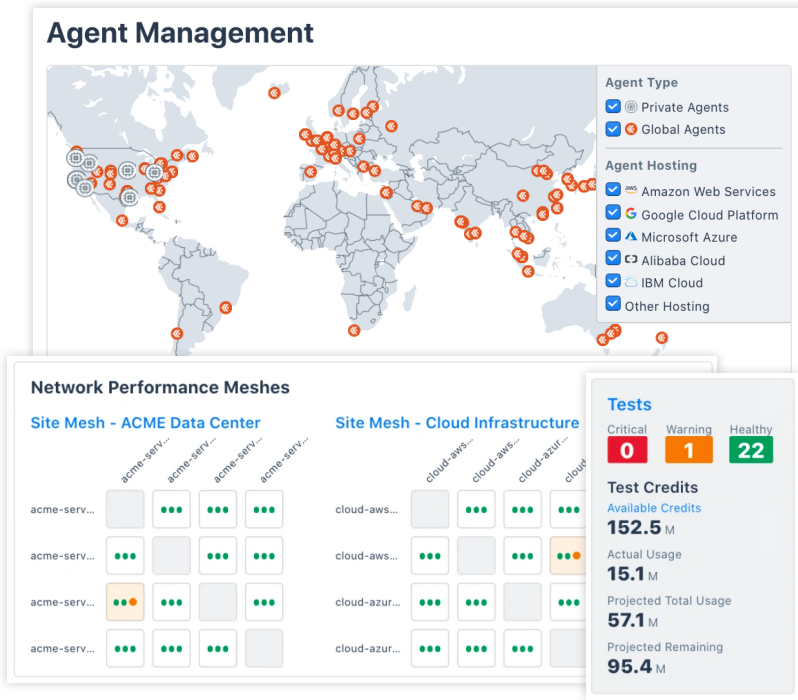 Agent Management
Agent Type
Private Agents
Global Agents
Agent Hosting
aws Amazon Web Services
Google Cloud Platform
Microsoft Azure
Alibaba Cloud
IBM Cloud
Other Hosting
Network Performance Meshes
Site Mesh - ACME Data Center
acme-serv...
acme-serv...
acme-serv...
acme-serv...
acme-serv...
acme-serv...
acme-serv...
acme-serv...
Site Mesh - Cloud Infrastructure
cloud-aws...
cloud-aws...
cloud-azur...
cloud
cloud-aws...
cloud-aws...
cloud-azur...
cloud-azur...
Tests
Critical Warning Healthy
0 1 22
Test Credits
Available Credits
152.5 M
Actual Usage
15.1 M
Projected Total Usage
57.1 M
Projected Remaining
95.4 M